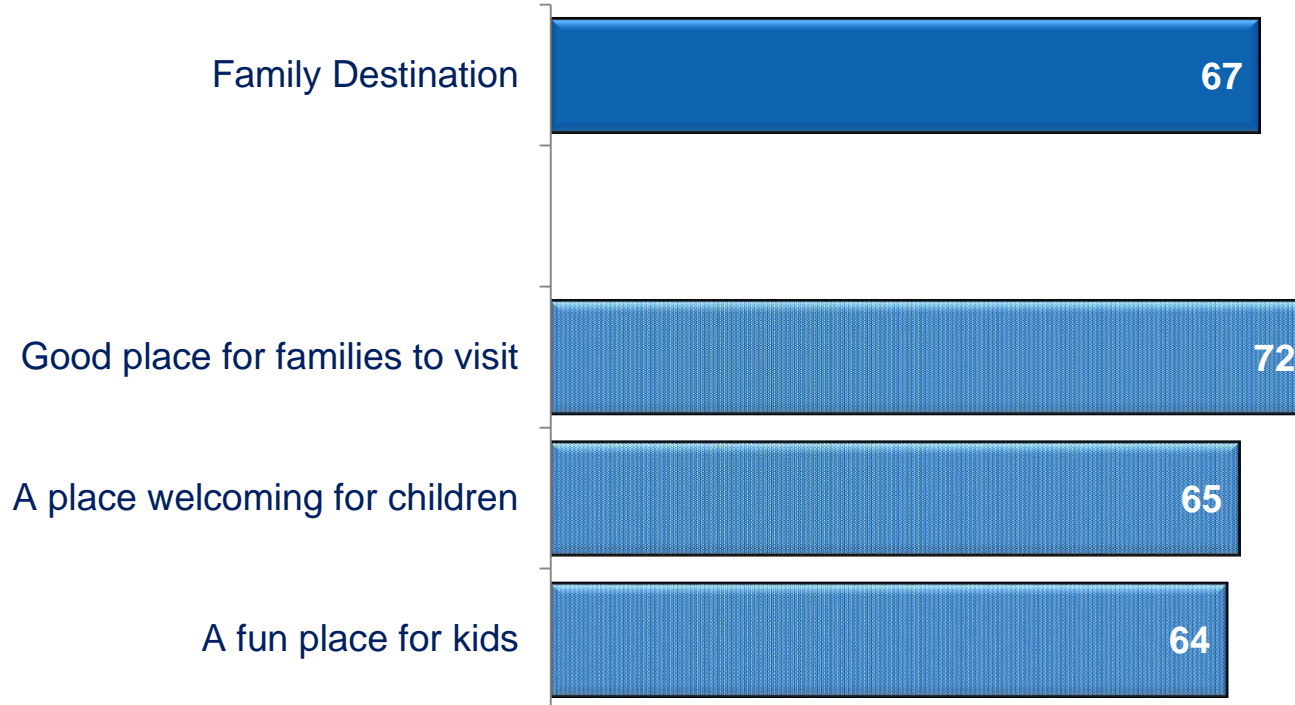 Family Destination 67
Good place for families to visit 72
A place welcoming for children 65
A fun place for kids 64